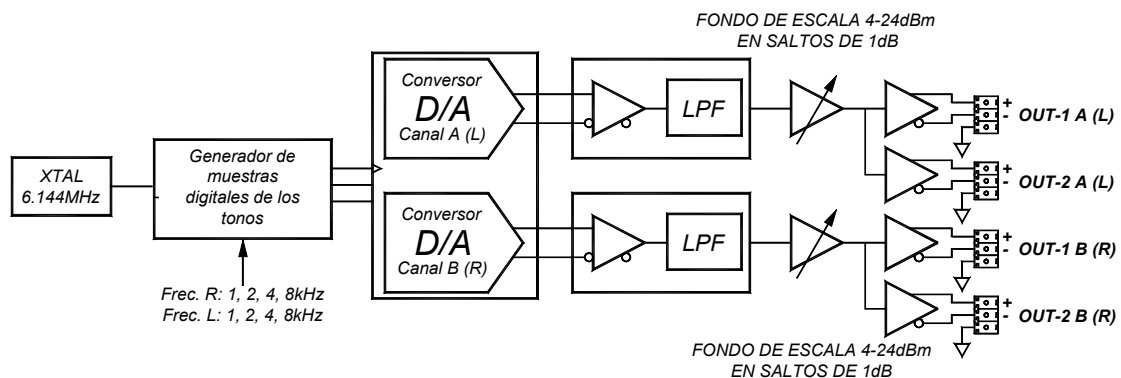 FONDO DE ESCALA 4-24dBm
EN SALTOS DE 1dB
XTAL
6.144MHz
Generador de
muestras
digitales de los
tonos
Frec. R: 1, 2, 4, 8kHz
Frec. L: 1, 2, 4, 8kHz
Conversor
D/A
Canal A (L)
LPF
+
- OUT-1 A (L)
+
- OUT-2 A (L)
Conversor
D/A
Canal B (R)
LPF
+
- OUT-1 B (R)
+
- OUT-2 B (R)
FONDO DE ESCALA 4-24dBm
EN SALTOS DE 1dB